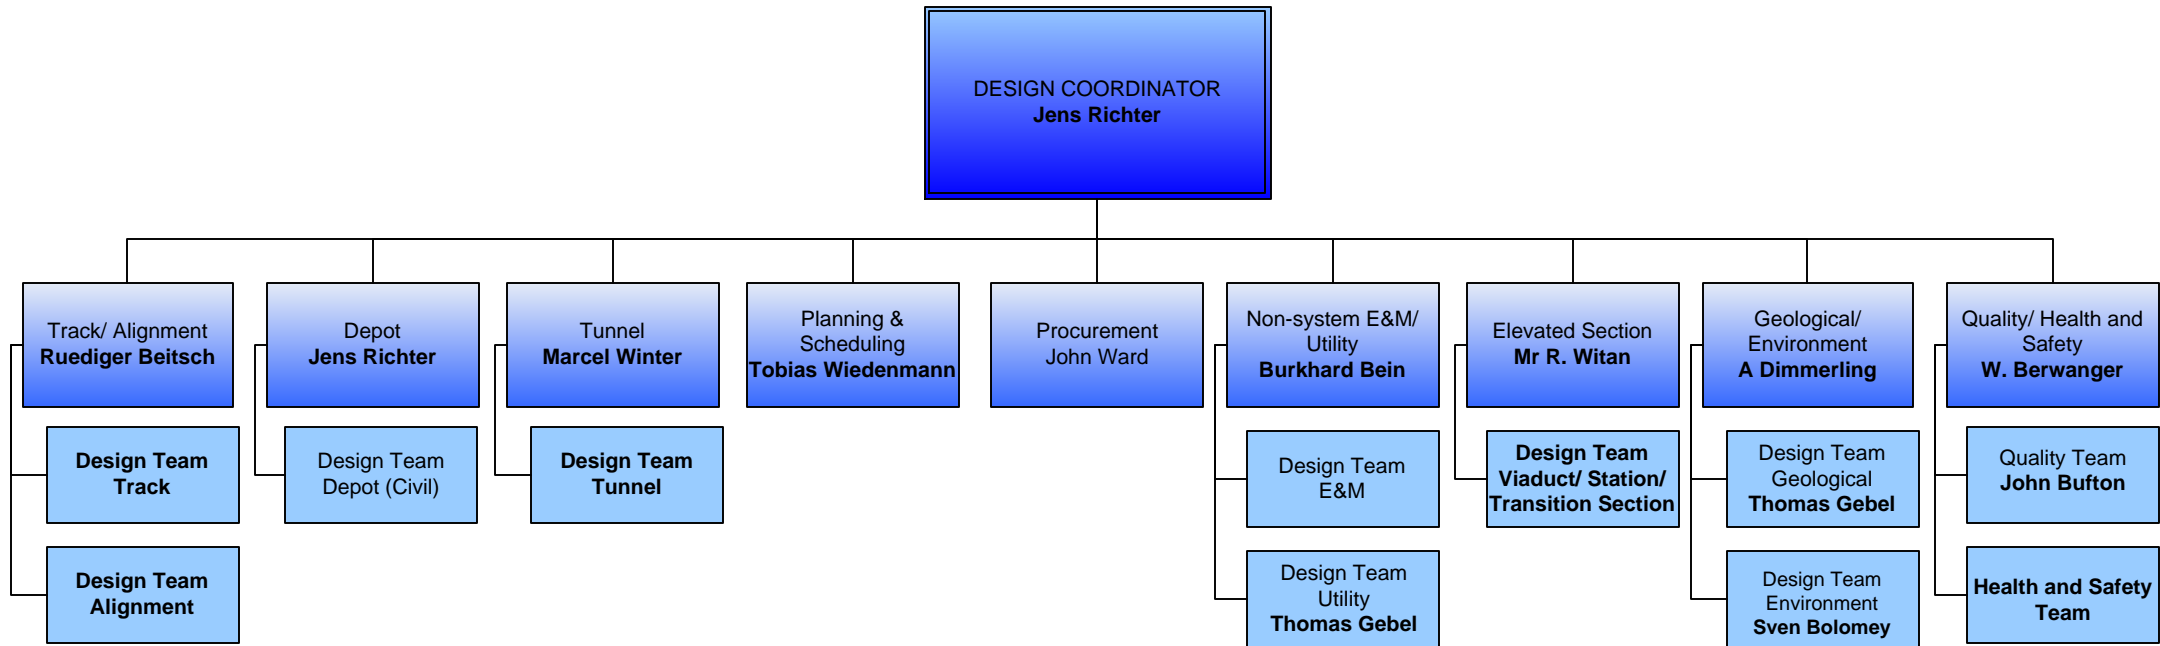 DESIGN COORDINATOR
Jens Richter
Track/ Alignment
Ruediger Beitsch
Depot
Jens Richter
Tunnel
Marcel Winter
Planning &
Scheduling
Tobias Wiedenmann
Procurement
John Ward
Non-system E&M/
Utility
Burkhard Bein
Elevated Section
Mr R. Witan
Geological/
Environment
A Dimmerling
Quality/ Health and
Safety
W. Berwanger
Design Team
Track
Design Team
Depot (Civil)
Design Team
Tunnel
Design Team
E&M
Design Team
Viaduct/ Station/
Transition Section
Design Team
Geological
Thomas Gebel
Quality Team
John Bufton
Design Team
Alignment
Design Team
Utility
Thomas Gebel
Design Team
Environment
Sven Bolomey
Health and Safety
Team